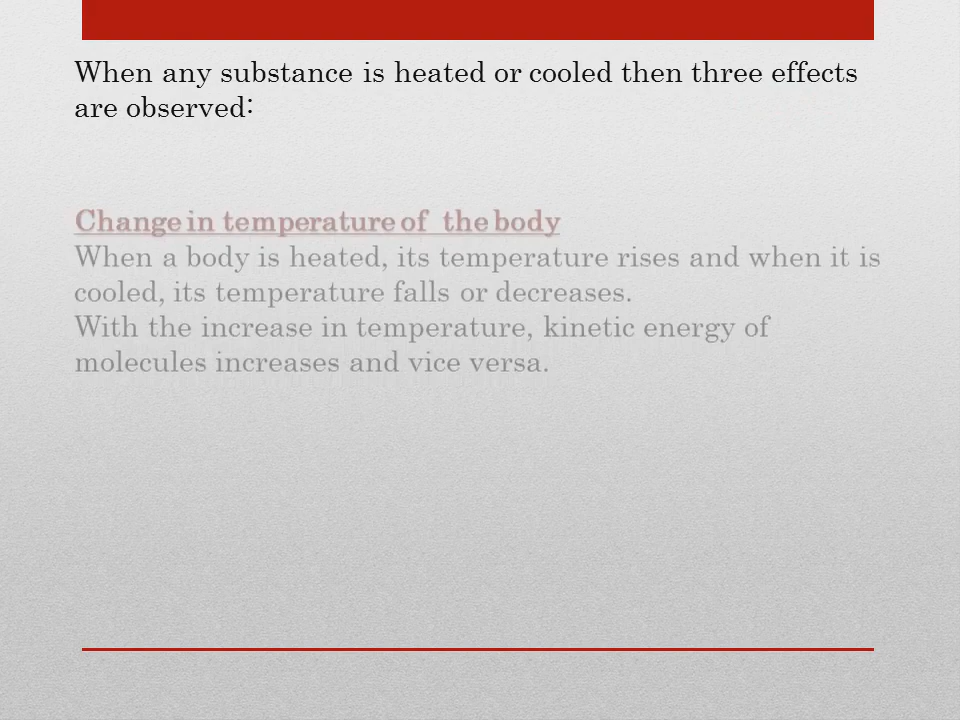 When any substance is heated or cooled then three effects
are observed:
Change in temperature of the body
When a body is heated, its temperature rises and when it is
cooled, its temperature falls or decreases.
With the increase in temperature, kinetic energy of
molecules increases and vice versa.